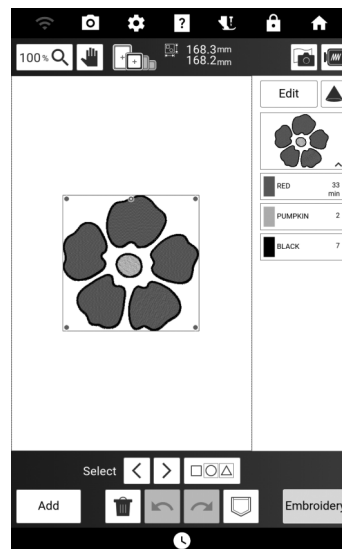 ?
100%
168.3mm
168.2mm
Edit
RED 33
min
PUMPKIN 2
BLACK 7
Select
Add
Embroidery